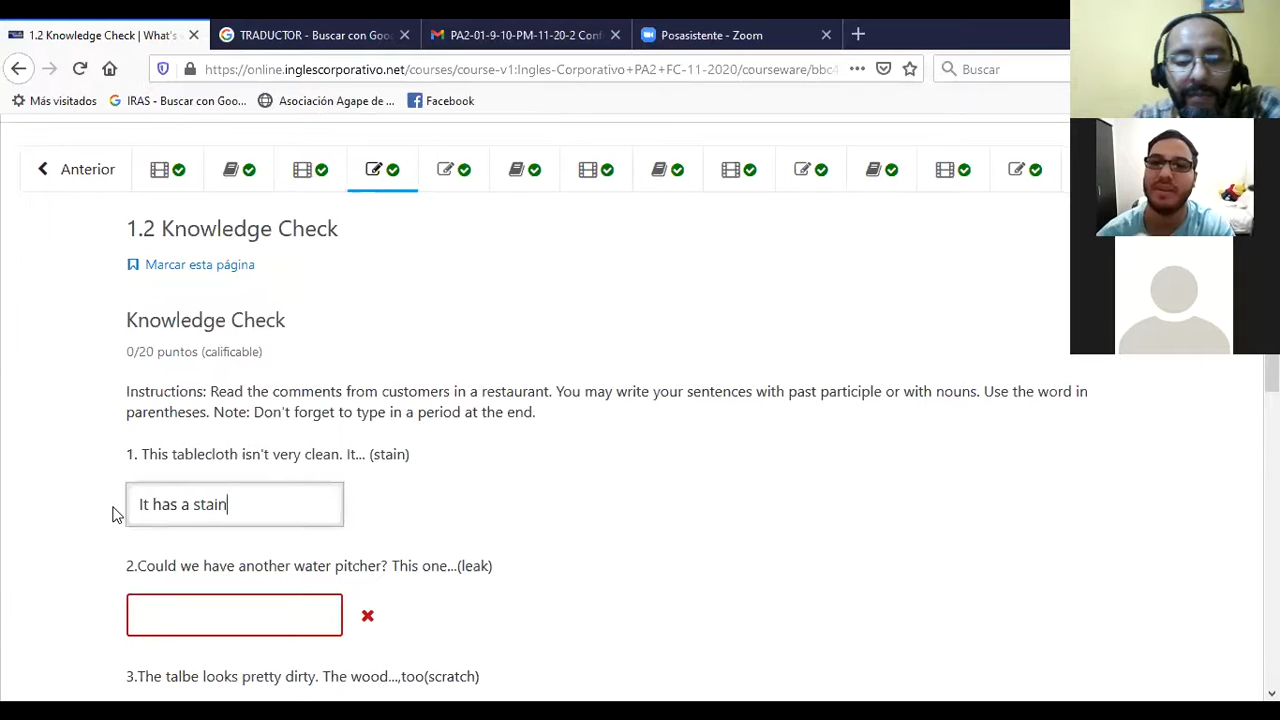 1.2 Knowledge Check | What's
TRADUCTOR - Buscar con Goo
PA2-01-9-10-PM-11-20-2 Conf
Posasistente - Zoom
https://online.inglescorporativo.net/courses/course-v1:Ingles-Corporativo+PA2+FC-11-2020/courseware/bbc4
Buscar
Más visitados
IRAS - Buscar con Goo...
Asociación Agape de ...
Facebook
Anterior
1.2 Knowledge Check
Marcar esta página
Knowledge Check
0/20 puntos (calificable)
Instructions: Read the comments from customers in a restaurant. You may write your sentences with past participle or with nouns. Use the word in
parentheses. Note: Don't forget to type in a period at the end.
1. This tablecloth isn't very clean. It... (stain)
It has a stain
2.Could we have another water pitcher? This one...(leak)
3.The talbe looks pretty dirty. The wood...,too(scratch)